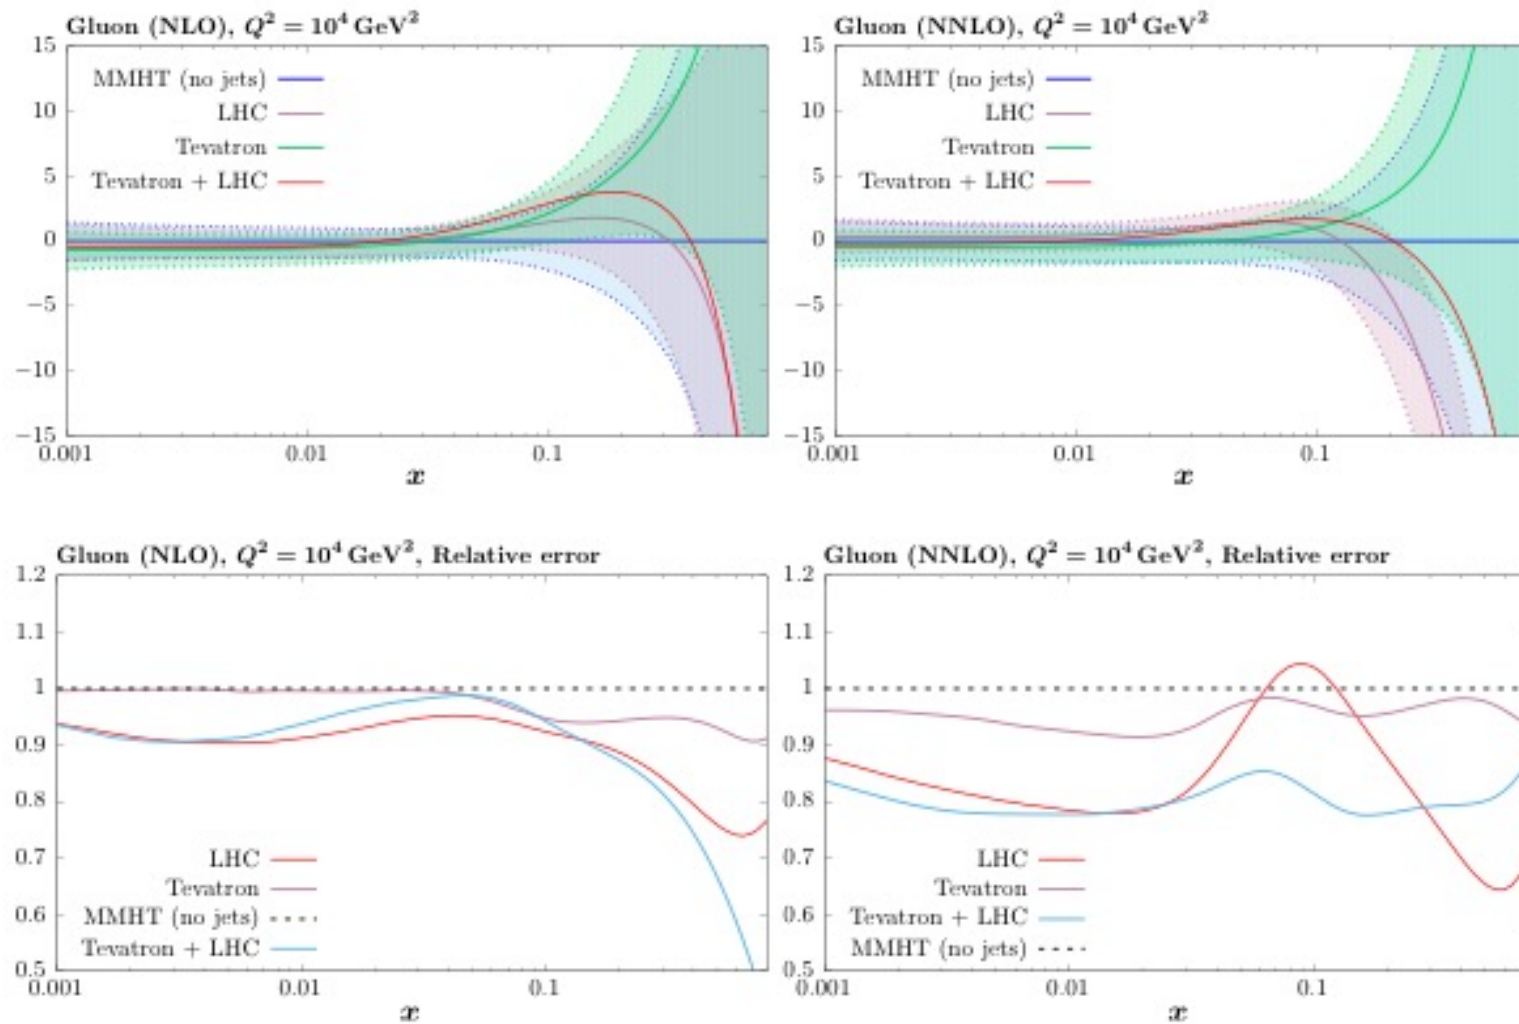 Gluon (NLO), Q² = 10⁴ GeV²
15
10
5
0
−5
−10
−15
MMHT (no jets)
LHC
Tevatron
Tevatron + LHC
0.001
0.01
0.1
x
Gluon (NNLO), Q² = 10⁴ GeV²
15
10
5
0
−5
−10
−15
MMHT (no jets)
LHC
Tevatron
Tevatron + LHC
0.001
0.01
0.1
x
Gluon (NLO), Q² = 10⁴ GeV², Relative error
1.2
1.1
1
0.9
0.8
0.7
0.6
0.5
LHC
Tevatron
MMHT (no jets)
Tevatron + LHC
0.001
0.01
0.1
x
Gluon (NNLO), Q² = 10⁴ GeV², Relative error
1.2
1.1
1
0.9
0.8
0.7
0.6
0.5
LHC
Tevatron
Tevatron + LHC
MMHT (no jets)
0.001
0.01
0.1
x